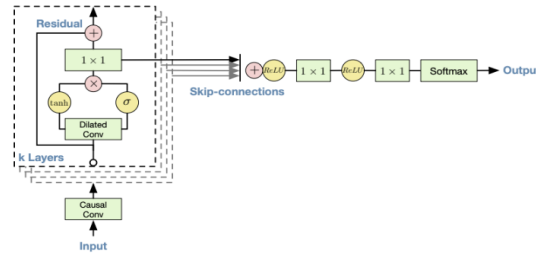 Residual
+
1 × 1
×
tanh
σ
Dilated
Conv
k Layers
Causal
Conv
Input
Skip-connections
+
ReLU
1 × 1
ReLU
1 × 1
Softmax
Outpu